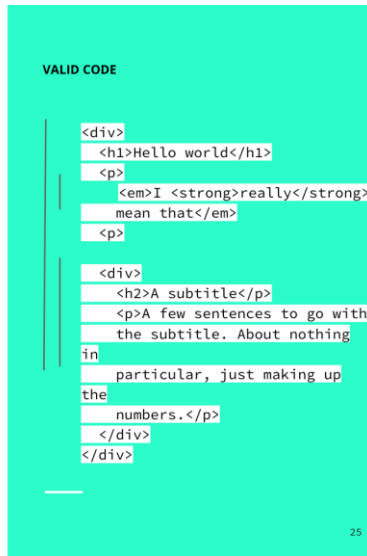 VALID CODE
<div>
<h1>Hello world</h1>
<p>
<em>I <strong>really</strong>
mean that</em>
<p>
<div>
<h2>A subtitle</p>
<p>A few sentences to go with
the subtitle. About nothing
in
particular, just making up
the
numbers.</p>
</div>
</div>
25